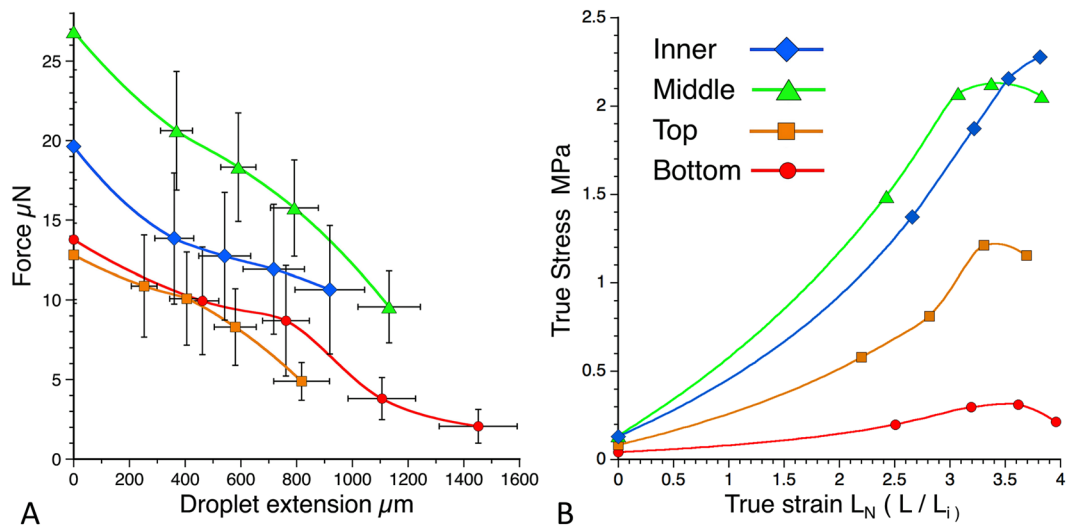 25
20
15
10
5
0
Force µN
0 200 400 600 800 1000 1200 1400 1600
Droplet extension µm
A
2.5
2
1.5
1
0.5
0
True Stress MPa
Inner
Middle
Top
Bottom
0 0.5 1 1.5 2 2.5 3 3.5 4
True strain L_N ( L / L_i )
B